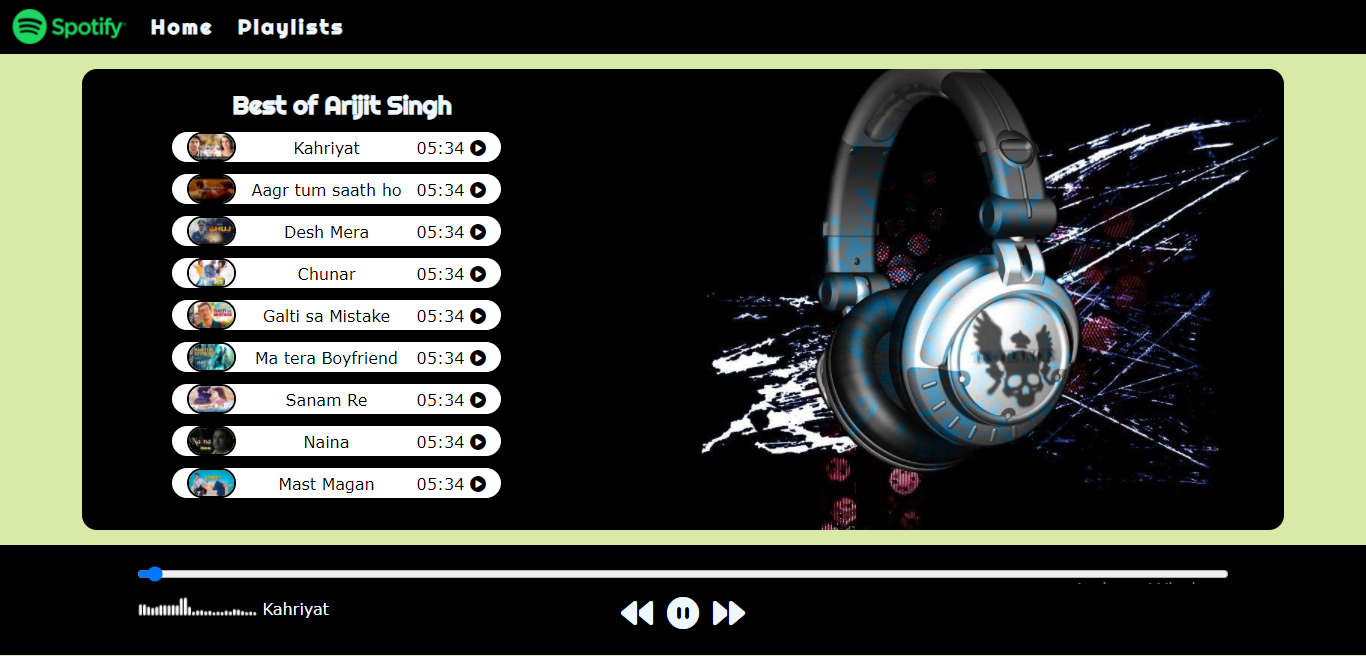 Spotify Home Playlists
Best of Arijit Singh
Kahriyat 05:34
Aagr tum saath ho 05:34
Desh Mera 05:34
Chunar 05:34
Galti sa Mistake 05:34
Ma tera Boyfriend 05:34
Sanam Re 05:34
Naina 05:34
Mast Magan 05:34
Kahriyat